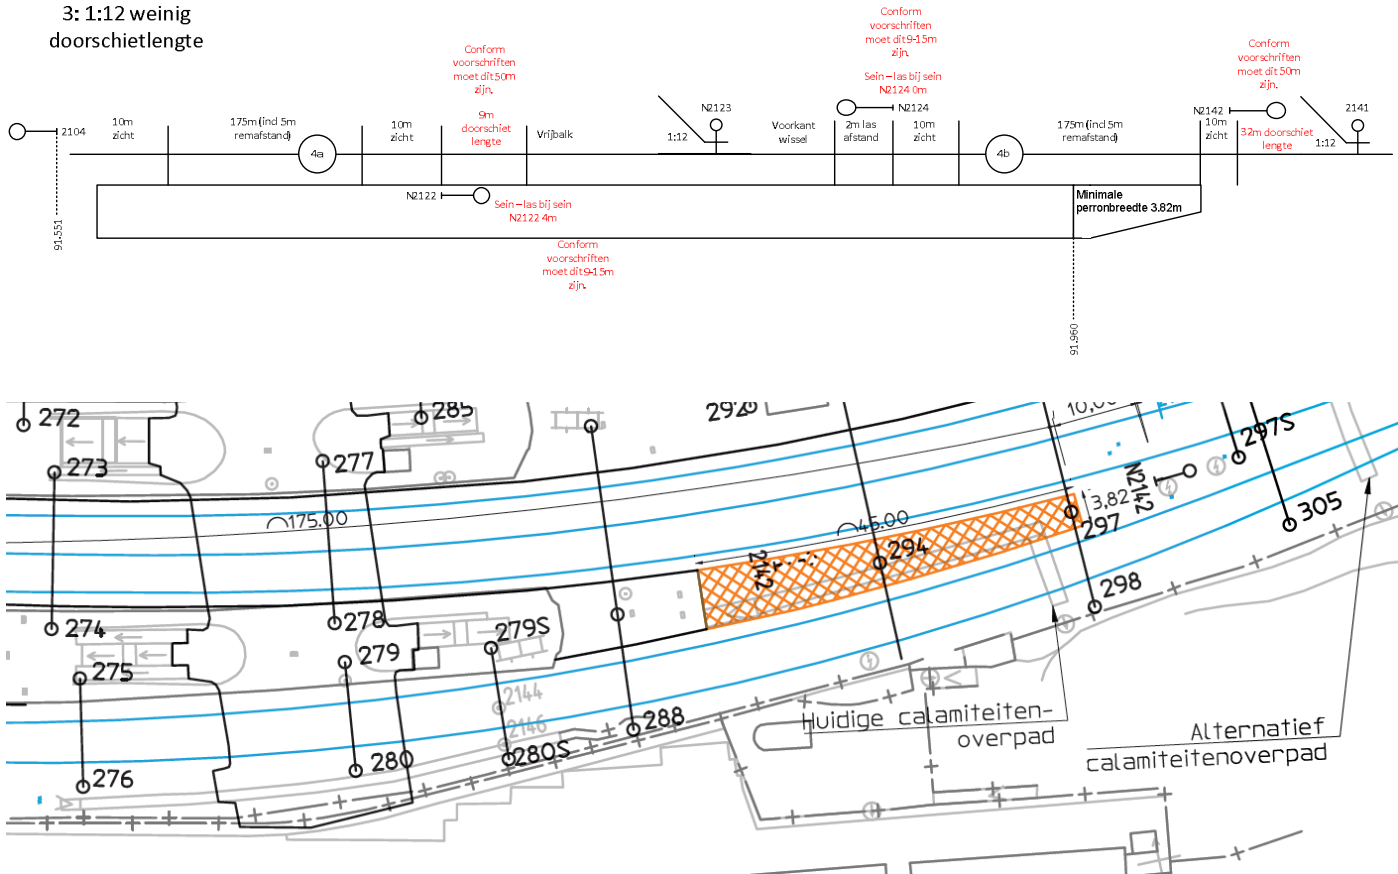 3: 1:12 weinig
doorschietlengte
Conform
voorschriften
moet dit 50m
zijn.
Conform
voorschriften
moet dit 9-15m
zijn.
Conform
voorschriften
moet dit 50m
zijn.
Sein – las bij sein
N2124 0m
2104
10m
zicht
175m (incl 5m
remafstand)
4a
10m
zicht
9m
doorschiet
lengte
Vrijbalk
1:12
N2123
Voorkant
wissel
2m las
afstand
N2124
10m
zicht
4b
175m (incl 5m
remafstand)
N2142
10m
zicht
32m doorschiet
lengte
2141
1:12
N2122
Sein – las bij sein
N2122 4m
Minimale
perronbreedte 3.82m
91.551
Conform
voorschriften
moet dit 9-15m
zijn.
91.960
272
285
292
10,00
273
277
297S
175.00
45.00
3,82
N2142
305
297
294
2142
298
274
278
279S
275
279
2144
2146
288
280S
280
276
Huidige calamiteiten-
overpad
Alternatief
calamiteitenoverpad